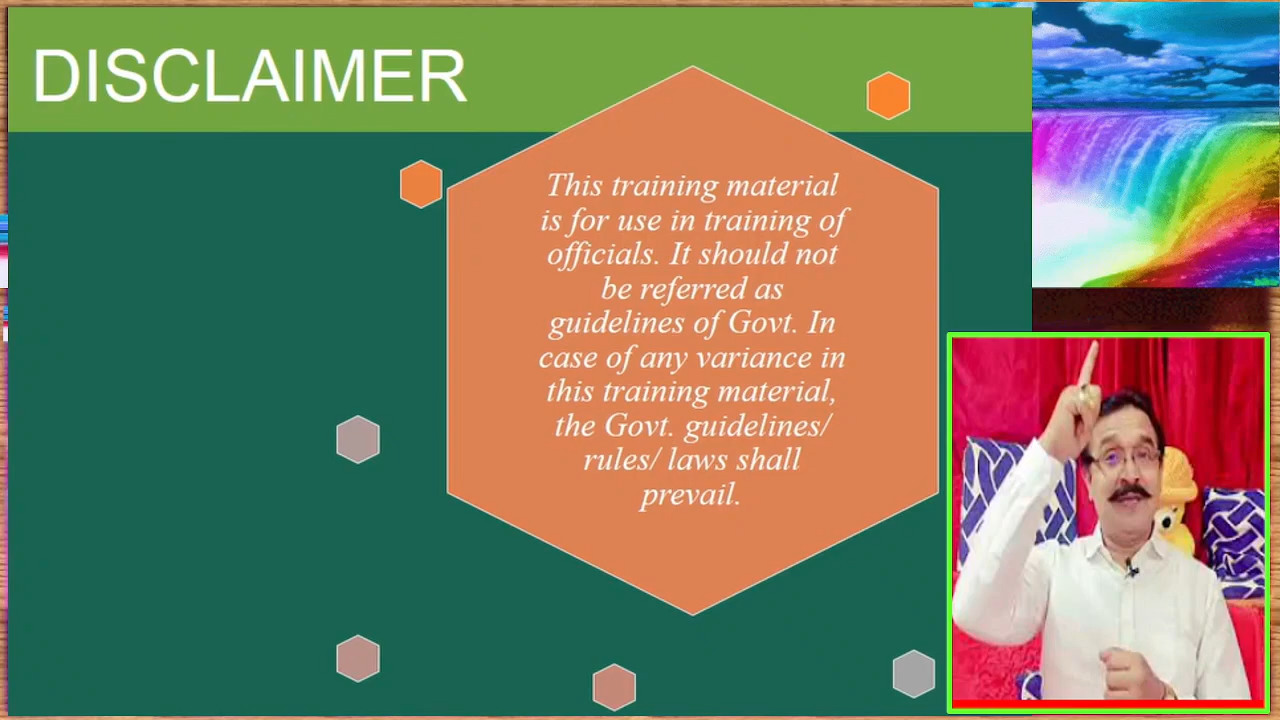 DISCLAIMER
This training material
is for use in training of
officials. It should not
be referred as
guidelines of Govt. In
case of any variance in
this training material,
the Govt. guidelines/
rules/ laws shall
prevail.